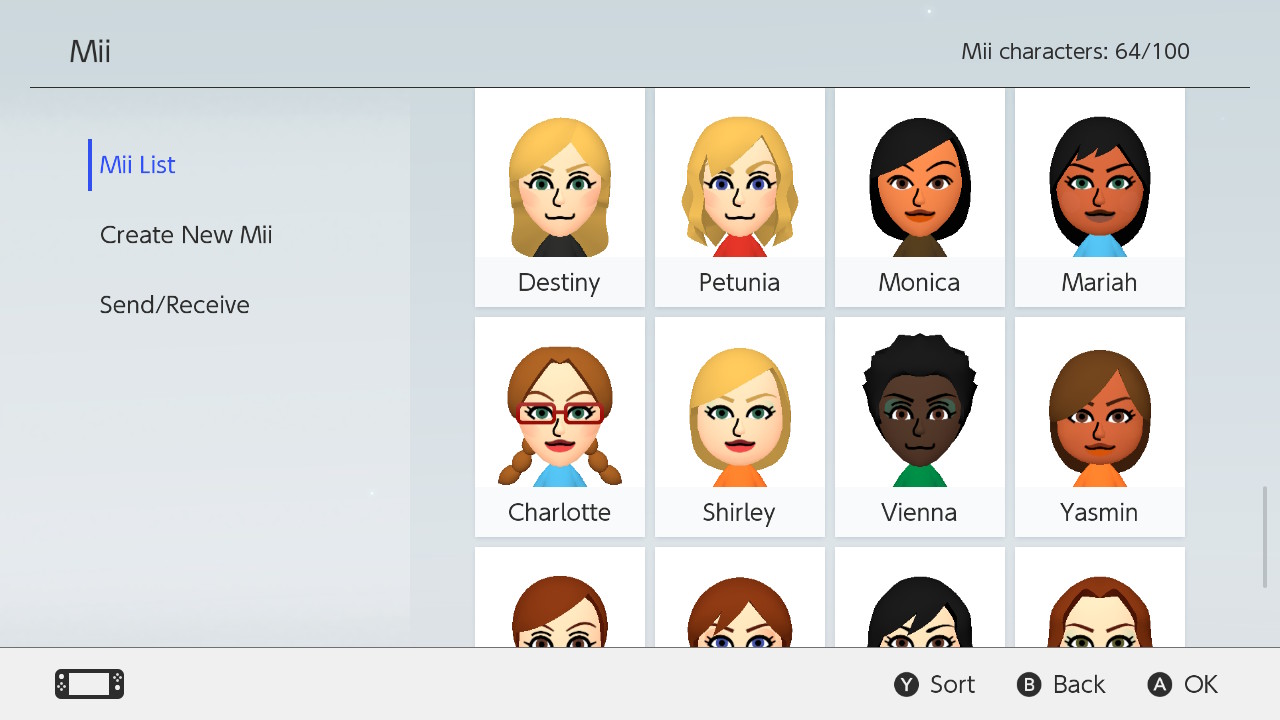 Mii
Mii characters: 64/100
Mii List
Create New Mii
Send/Receive
Destiny
Petunia
Monica
Mariah
Charlotte
Shirley
Vienna
Yasmin
Y Sort
B Back
A OK